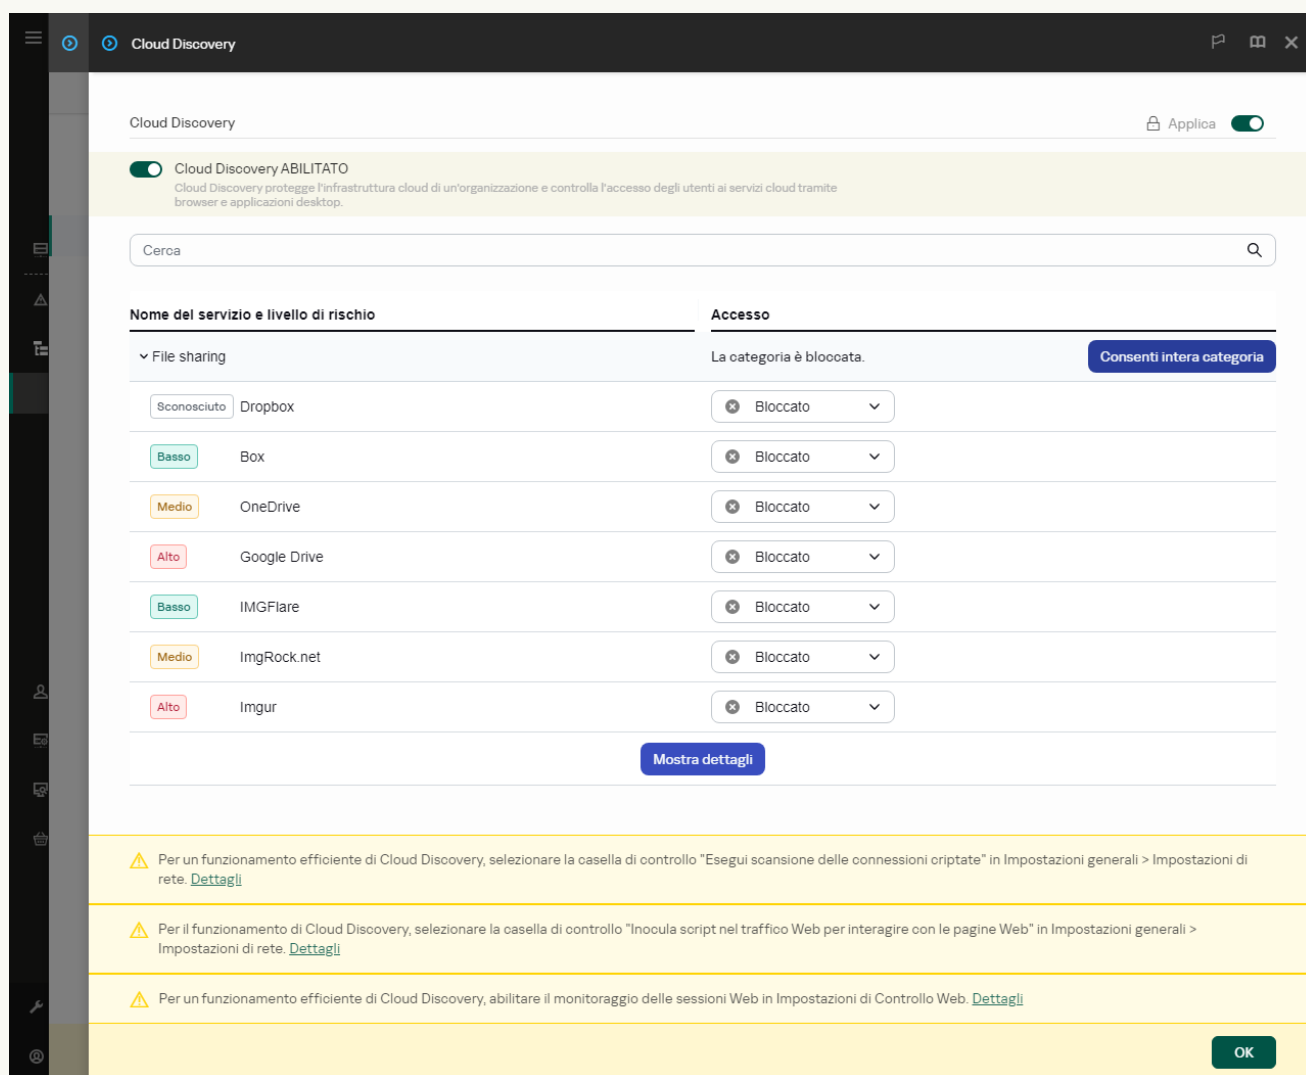 Cloud Discovery
Cloud Discovery
Applica
Cloud Discovery ABILITATO
Cloud Discovery protegge l'infrastruttura cloud di un'organizzazione e controlla l'accesso degli utenti ai servizi cloud tramite
browser e applicazioni desktop.
Cerca
Nome del servizio e livello di rischio Accesso
File sharing La categoria è bloccata. Consenti intera categoria
Sconosciuto Dropbox Bloccato
Basso Box Bloccato
Medio OneDrive Bloccato
Alto Google Drive Bloccato
Basso IMGFlare Bloccato
Medio ImgRock.net Bloccato
Alto Imgur Bloccato
Mostra dettagli
Per un funzionamento efficiente di Cloud Discovery, selezionare la casella di controllo "Esegui scansione delle connessioni criptate" in Impostazioni generali > Impostazioni di
rete. Dettagli
Per il funzionamento di Cloud Discovery, selezionare la casella di controllo "Inocula script nel traffico Web per interagire con le pagine Web" in Impostazioni generali >
Impostazioni di rete. Dettagli
Per un funzionamento efficiente di Cloud Discovery, abilitare il monitoraggio delle sessioni Web in Impostazioni di Controllo Web. Dettagli
OK